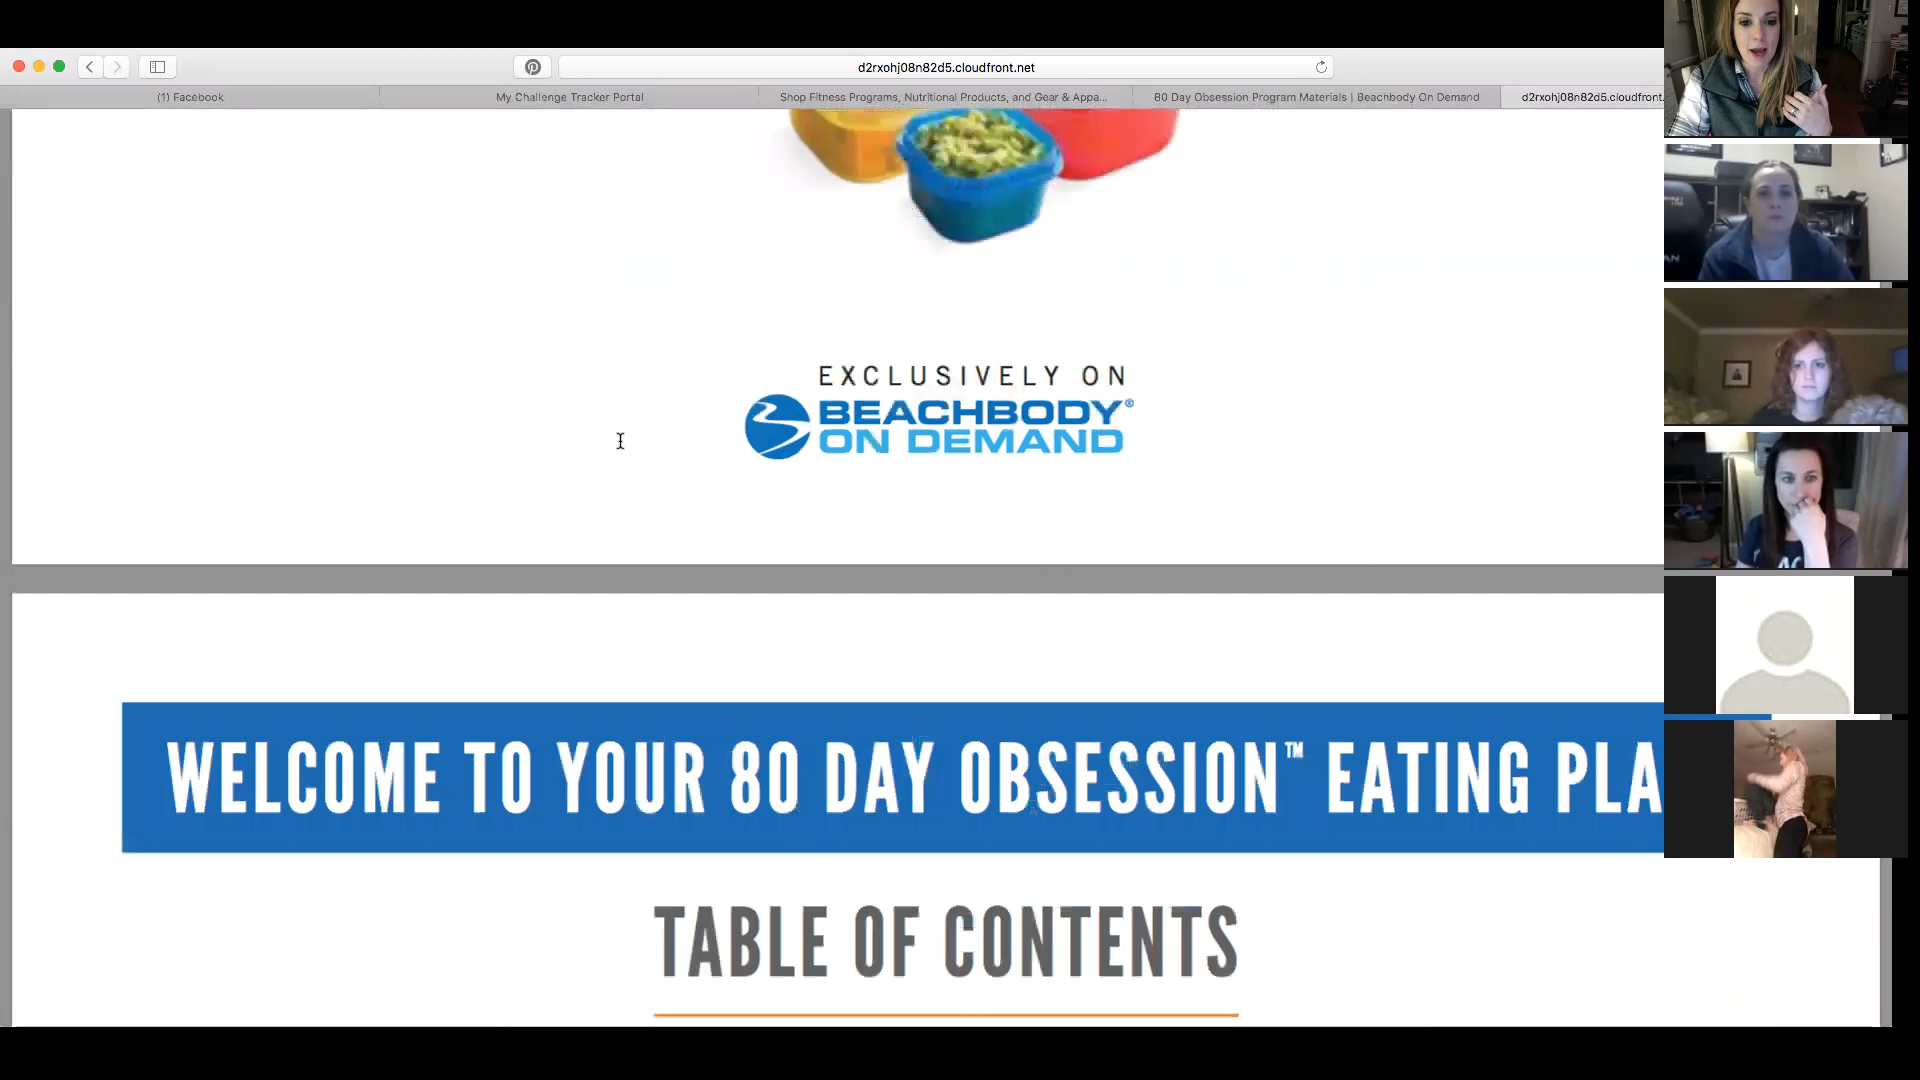 d2rxohj08n82d5.cloudfront.net
(1) Facebook
My Challenge Tracker Portal
Shop Fitness Programs, Nutritional Products, and Gear & Appa...
80 Day Obsession Program Materials | Beachbody On Demand
d2rxohj08n82d5.cloudfront.
EXCLUSIVELY ON
BEACHBODY®
ON DEMAND
WELCOME TO YOUR 80 DAY OBSESSION™ EATING PLA
TABLE OF CONTENTS